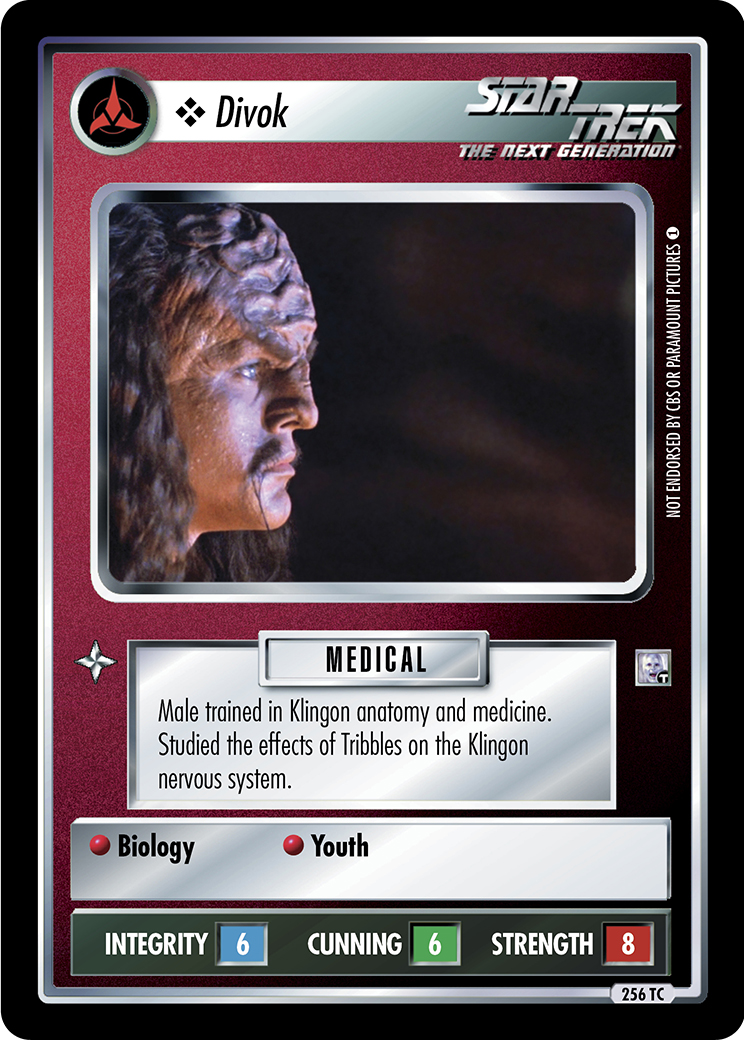 ❖ Divok
STAR TREK
THE NEXT GENERATION
NOT ENDORSED BY CBS OR PARAMOUNT PICTURES 1
MEDICAL
Male trained in Klingon anatomy and medicine.
Studied the effects of Tribbles on the Klingon
nervous system.
T
Biology Youth
INTEGRITY 6 CUNNING 6 STRENGTH 8
256 TC